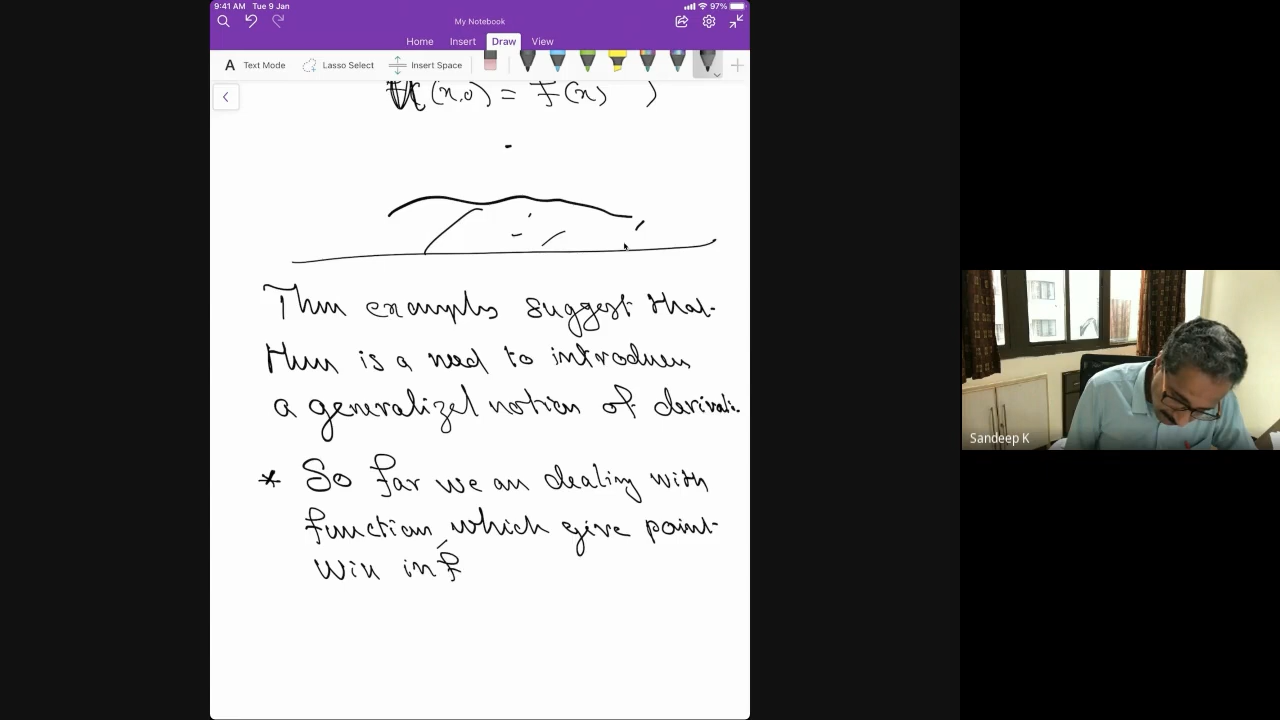 9:41 AM Tue 9 Jan
97%
My Notebook
Home Insert Draw View
Text Mode Lasso Select Insert Space
U(x,0) = F(x) )
These examples suggest that
there is a need to introduces
a generalized notion of derivati.
* So far we are dealing with
function, which give point-
wise inf
Sandeep K